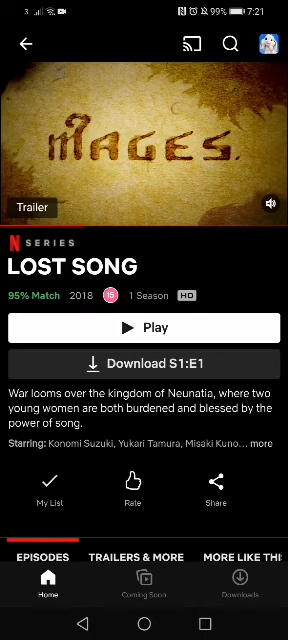 3 99% 7:21
MAGES.
Trailer
N SERIES
LOST SONG
95% Match 2018 15 1 Season HD
Play
Download S1:E1
War looms over the kingdom of Neunatia, where two
young women are both burdened and blessed by the
power of song.
Starring: Konomi Suzuki, Yukari Tamura, Misaki Kuno... more
My List Rate Share
EPISODES TRAILERS & MORE MORE LIKE THI
Home Coming Soon Downloads